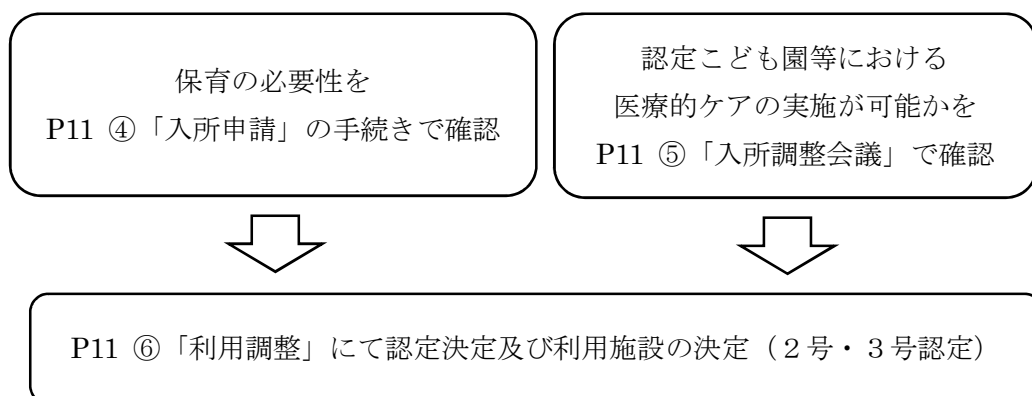 保育の必要性を
P11 ④「入所申請」の手続きで確認
認定こども園等における
医療的ケアの実施が可能かを
P11 ⑤「入所調整会議」で確認
P11 ⑥「利用調整」にて認定決定及び利用施設の決定（２号・３号認定）